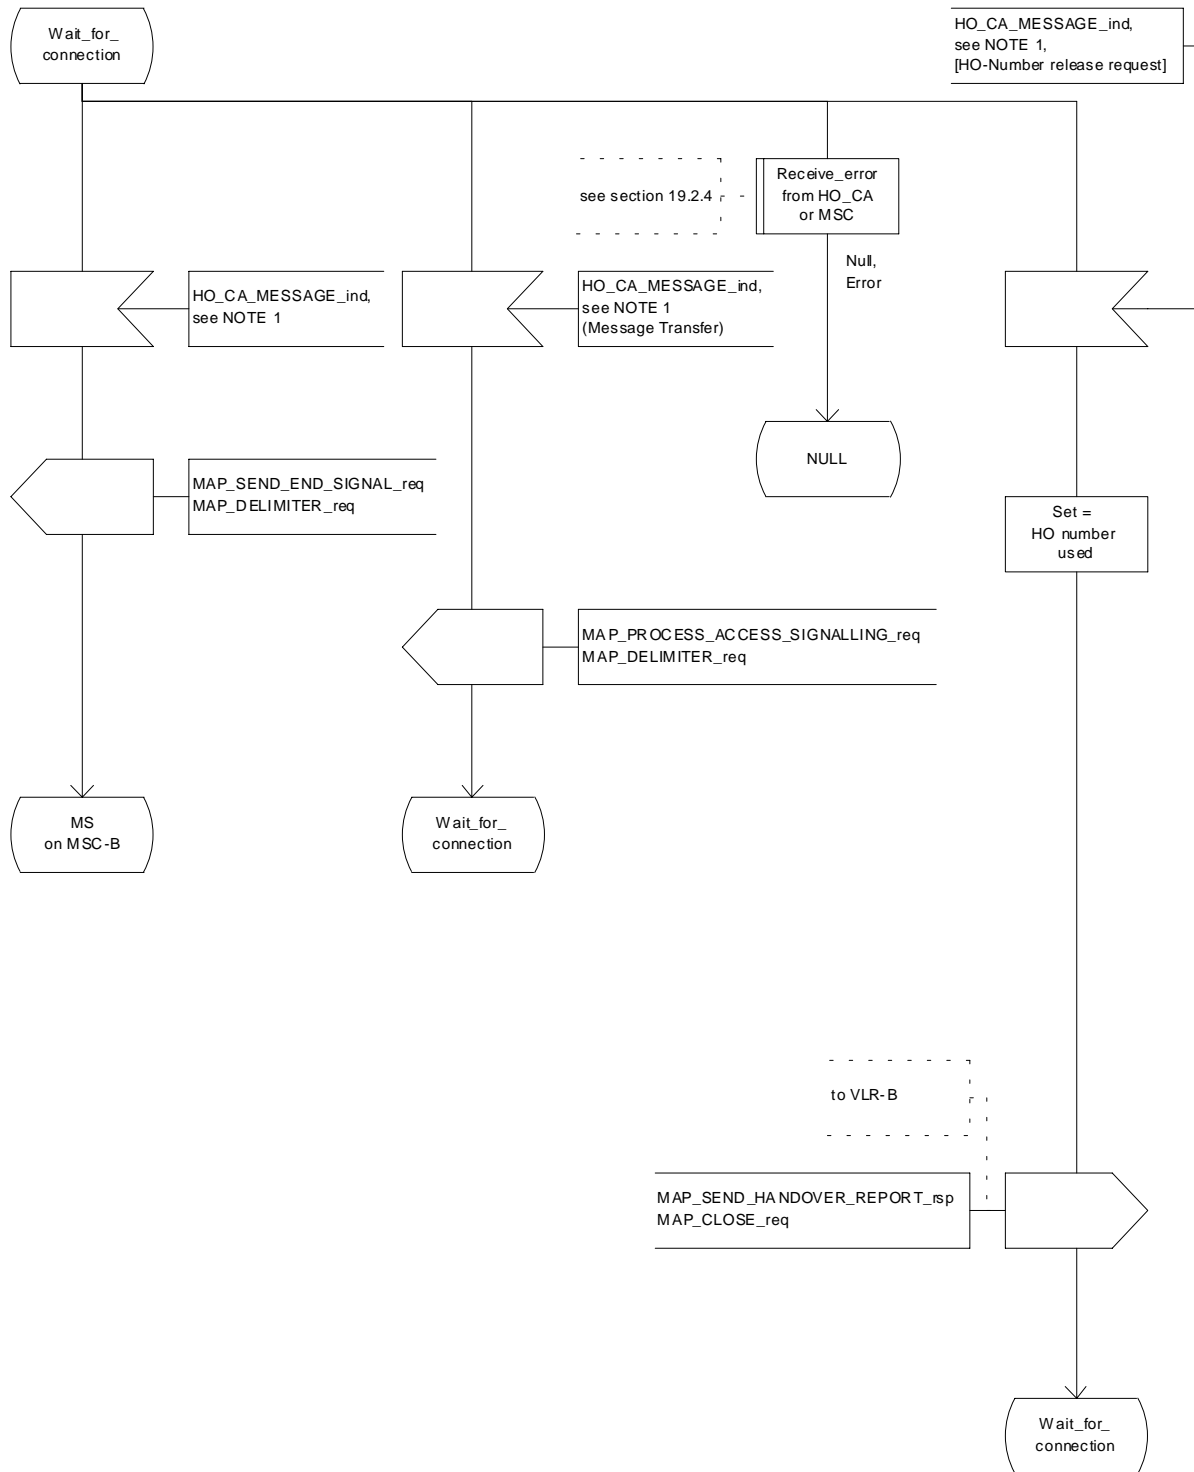 Wait_for_
connection
HO_CA_MESSAGE_ind,
see NOTE 1,
[HO-Number release request]
see section 19.2.4
Receive_error
from HO_CA
or MSC
Null,
Error
HO_CA_MESSAGE_ind,
see NOTE 1
HO_CA_MESSAGE_ind,
see NOTE 1
(Message Transfer)
NULL
MAP_SEND_END_SIGNAL_req
MAP_DELIMITER_req
Set =
HO number
used
MAP_PROCESS_ACCESS_SIGNALLING_req
MAP_DELIMITER_req
MS
on MSC-B
Wait_for_
connection
to VLR-B
MAP_SEND_HANDOVER_REPORT_rsp
MAP_CLOSE_req
Wait_for_
connection